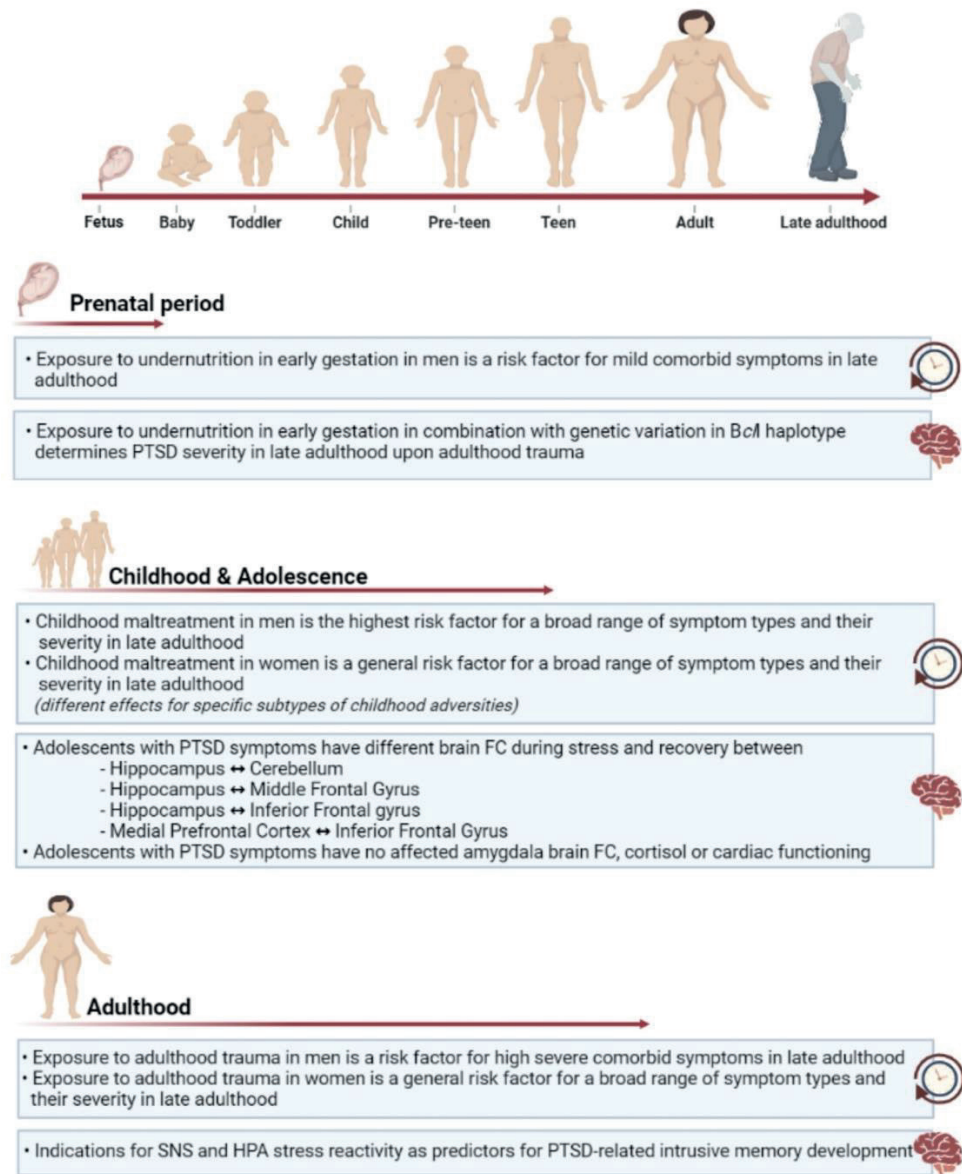 Fetus
Baby
Toddler
Child
Pre-teen
Teen
Adult
Late adulthood
Prenatal period
• Exposure to undernutrition in early gestation in men is a risk factor for mild comorbid symptoms in late
adulthood
• Exposure to undernutrition in early gestation in combination with genetic variation in BclI haplotype
determines PTSD severity in late adulthood upon adulthood trauma
Childhood & Adolescence
• Childhood maltreatment in men is the highest risk factor for a broad range of symptom types and their
severity in late adulthood
• Childhood maltreatment in women is a general risk factor for a broad range of symptom types and their
severity in late adulthood
(different effects for specific subtypes of childhood adversities)
• Adolescents with PTSD symptoms have different brain FC during stress and recovery between
- Hippocampus ↔ Cerebellum
- Hippocampus ↔ Middle Frontal Gyrus
- Hippocampus ↔ Inferior Frontal gyrus
- Medial Prefrontal Cortex ↔ Inferior Frontal Gyrus
• Adolescents with PTSD symptoms have no affected amygdala brain FC, cortisol or cardiac functioning
Adulthood
• Exposure to adulthood trauma in men is a risk factor for high severe comorbid symptoms in late adulthood
• Exposure to adulthood trauma in women is a general risk factor for a broad range of symptom types and
their severity in late adulthood
• Indications for SNS and HPA stress reactivity as predictors for PTSD-related intrusive memory development